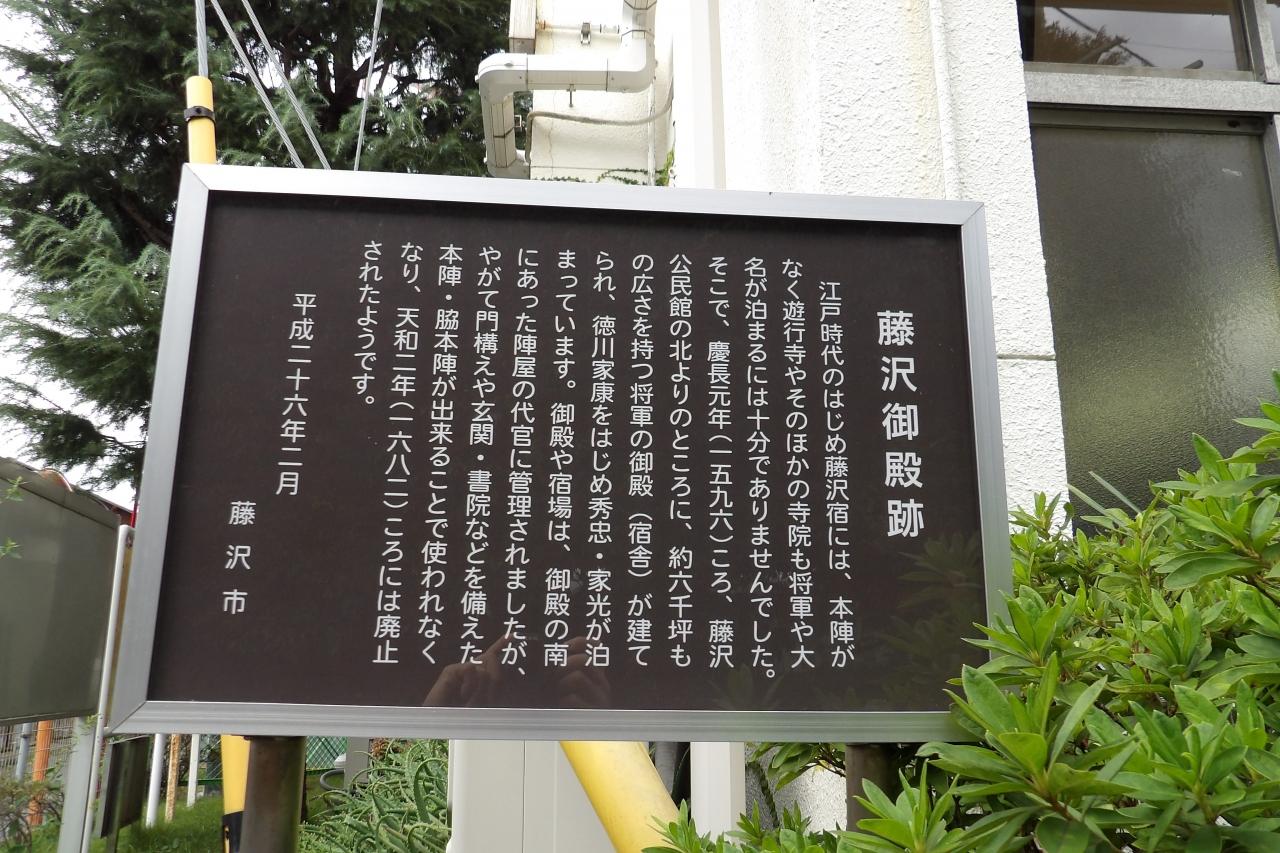 藤沢御殿跡
江戸時代のはじめ藤沢宿には、本陣が
なく遊行寺やそのほかの寺院も将軍や大
名が泊まるには十分でありませんでした。
そこで、慶長元年(一五九六)ころ、藤沢
公民館の北よりのところに、約六千坪も
の広さを持つ将軍の御殿(宿舎)が建て
られ、徳川家康をはじめ秀忠・家光が泊
まっています。御殿や宿場は、御殿の南
にあった陣屋の代官に管理されましたが、
やがて門構えや玄関・書院などを備えた
本陣・脇本陣が出来ることで使われなく
なり、天和二年(一六八二)ころには廃止
されたようです。
平成二十六年二月
藤沢市